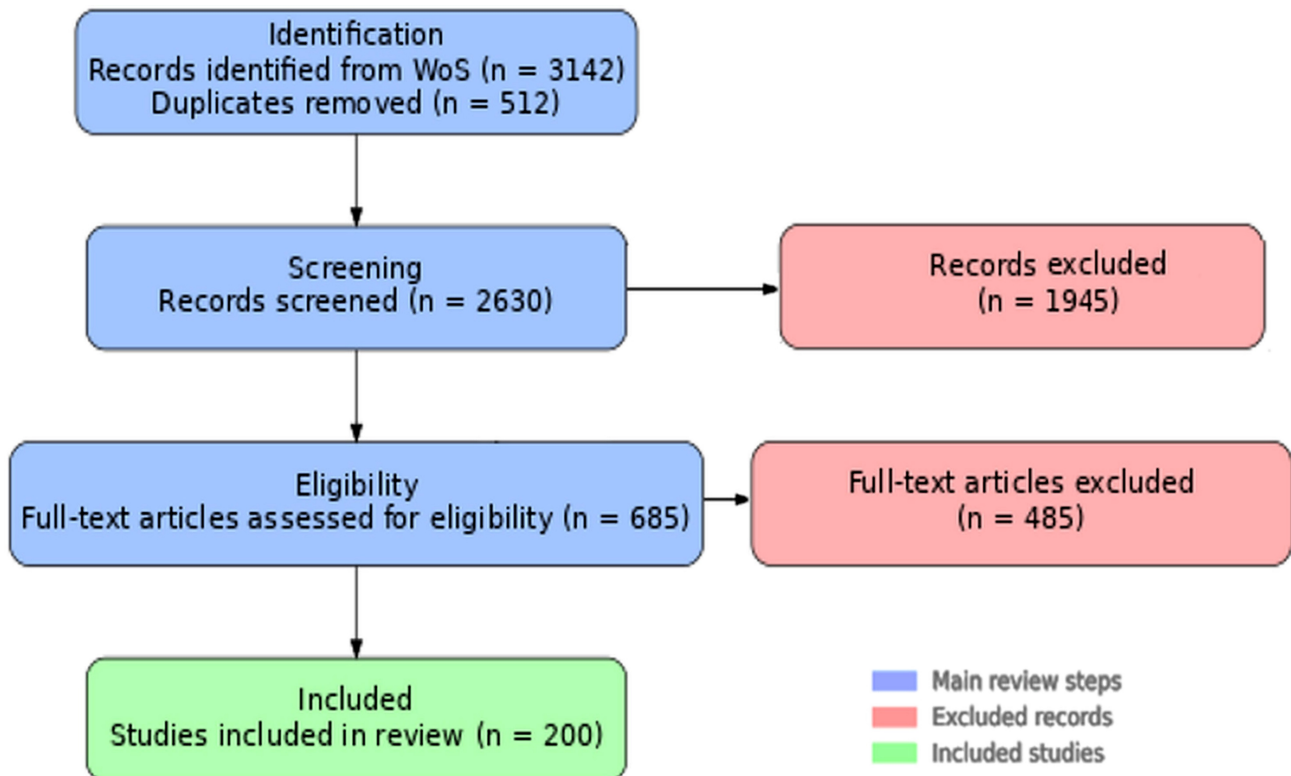 Identification
Records identified from WoS (n = 3142)
Duplicates removed (n = 512)
Screening
Records screened (n = 2630)
Records excluded
(n = 1945)
Eligibility
Full-text articles assessed for eligibility (n = 685)
Full-text articles excluded
(n = 485)
Included
Studies included in review (n = 200)
Main review steps
Excluded records
Included studies